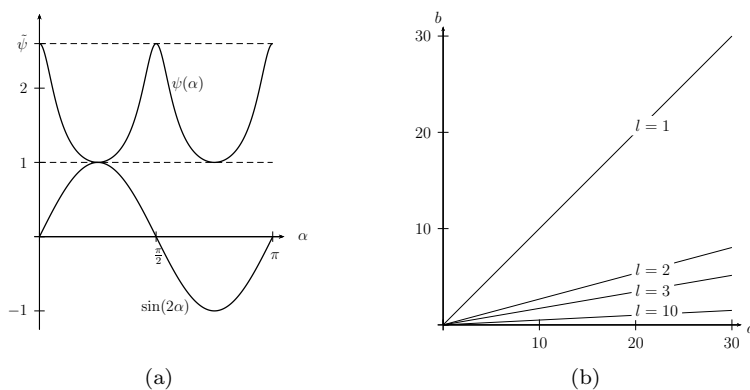 ψ̃
2
1
−1
ψ(α)
sin(2α)
π/2
π
α
(a)
b
30
20
10
l = 1
l = 2
l = 3
l = 10
10
20
30
(b)